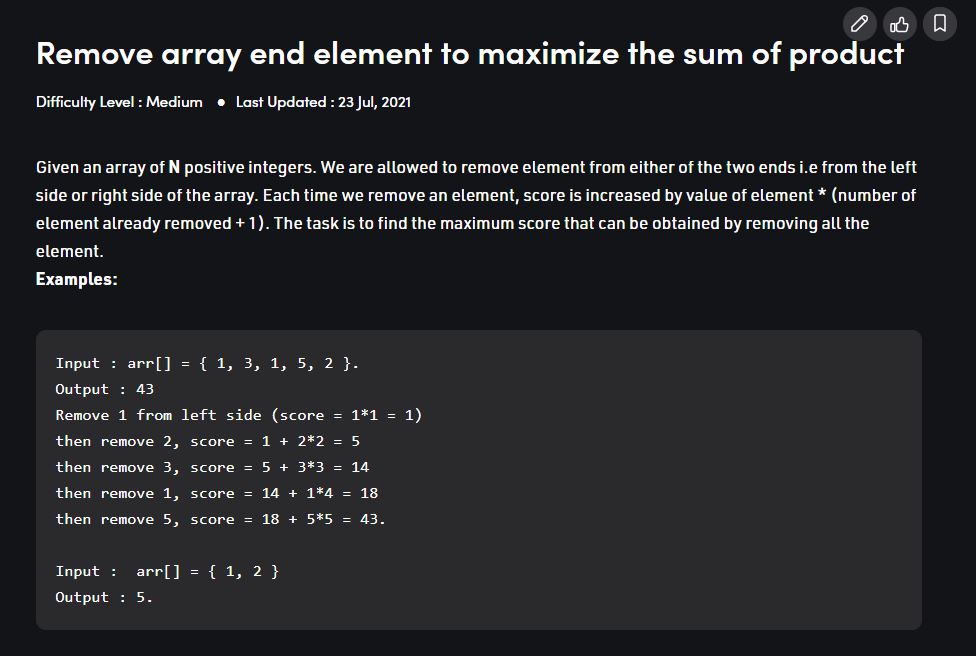 Remove array end element to maximize the sum of product
Difficulty Level : Medium ● Last Updated : 23 Jul, 2021
Given an array of N positive integers. We are allowed to remove element from either of the two ends i.e from the left
side or right side of the array. Each time we remove an element, score is increased by value of element * (number of
element already removed + 1). The task is to find the maximum score that can be obtained by removing all the
element.
Examples:
Input : arr[] = { 1, 3, 1, 5, 2 }.
Output : 43
Remove 1 from left side (score = 1*1 = 1)
then remove 2, score = 1 + 2*2 = 5
then remove 3, score = 5 + 3*3 = 14
then remove 1, score = 14 + 1*4 = 18
then remove 5, score = 18 + 5*5 = 43.
Input :  arr[] = { 1, 2 }
Output : 5.